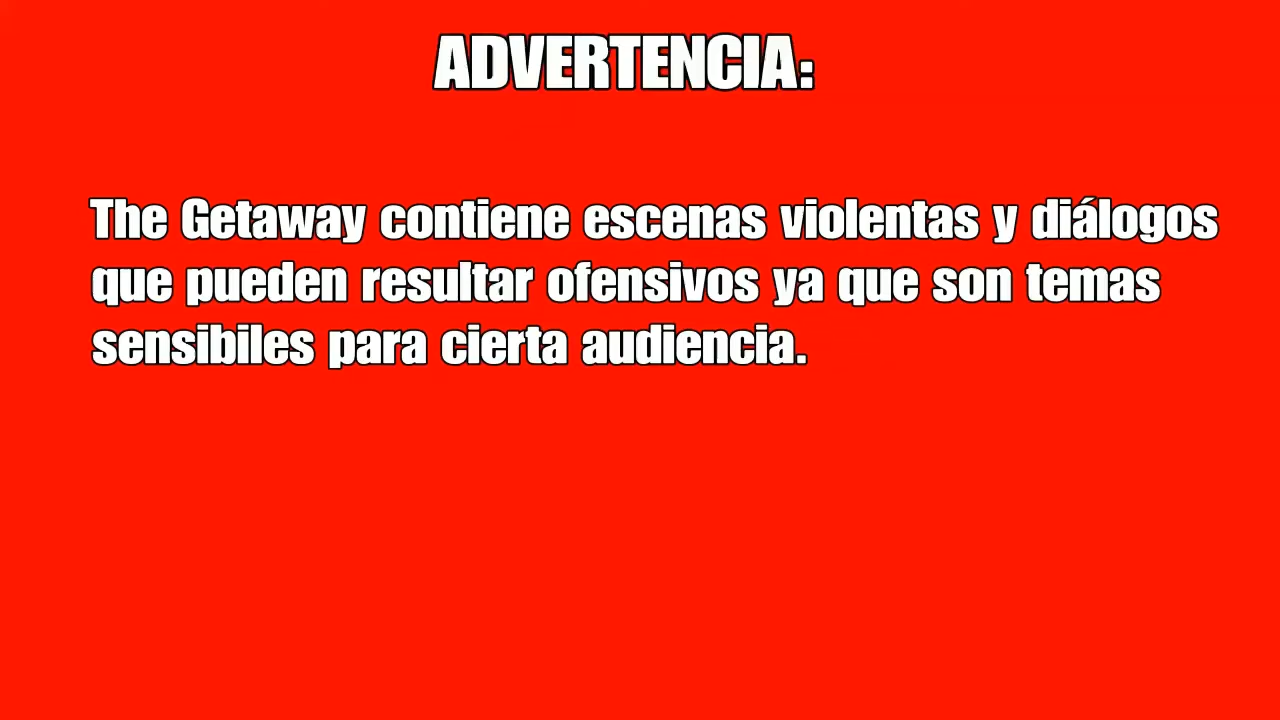 ADVERTENCIA:
The Getaway contiene escenas violentas y diálogos
que pueden resultar ofensivos ya que son temas
sensibiles para cierta audiencia.